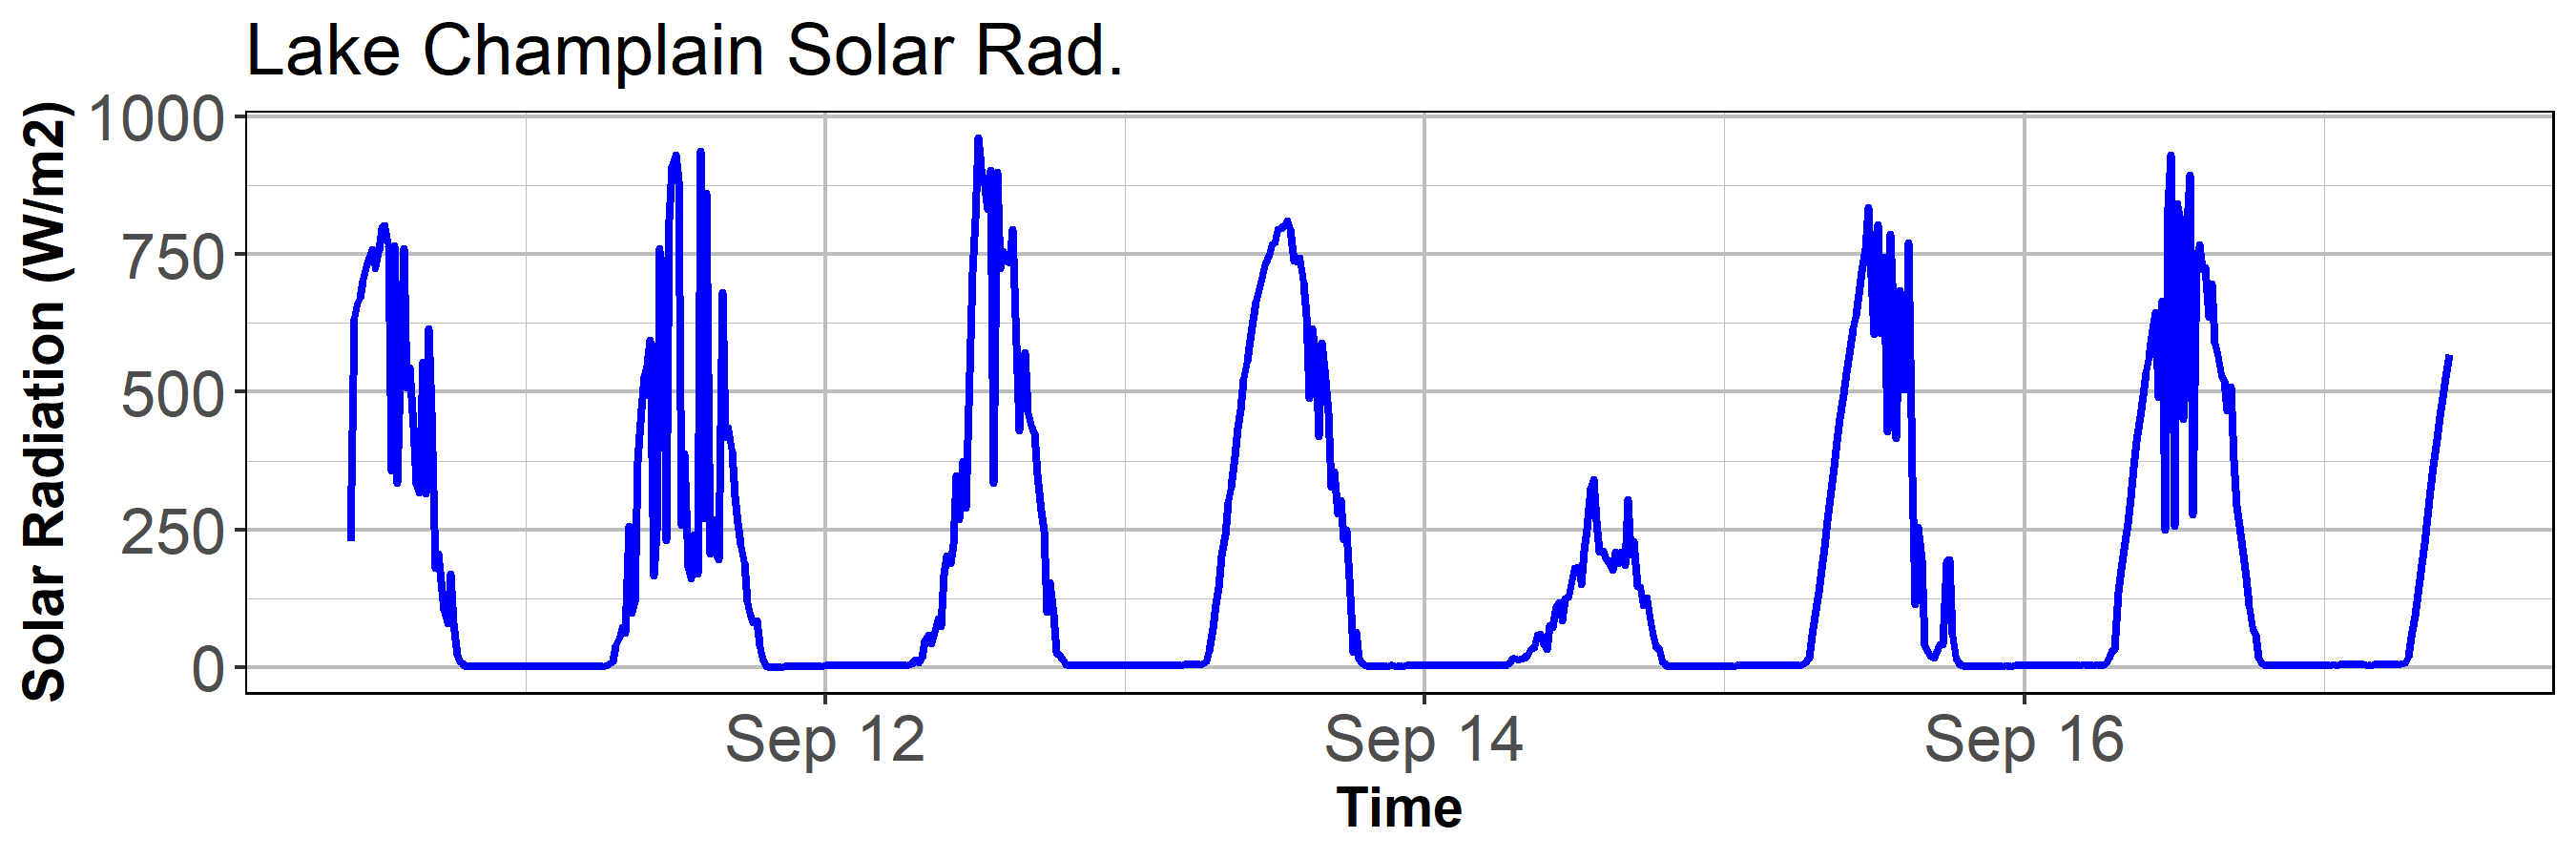 Lake Champlain Solar Rad.
Solar Radiation (W/m2)
1000
750
500
250
0
Sep 12
Sep 14
Sep 16
Time